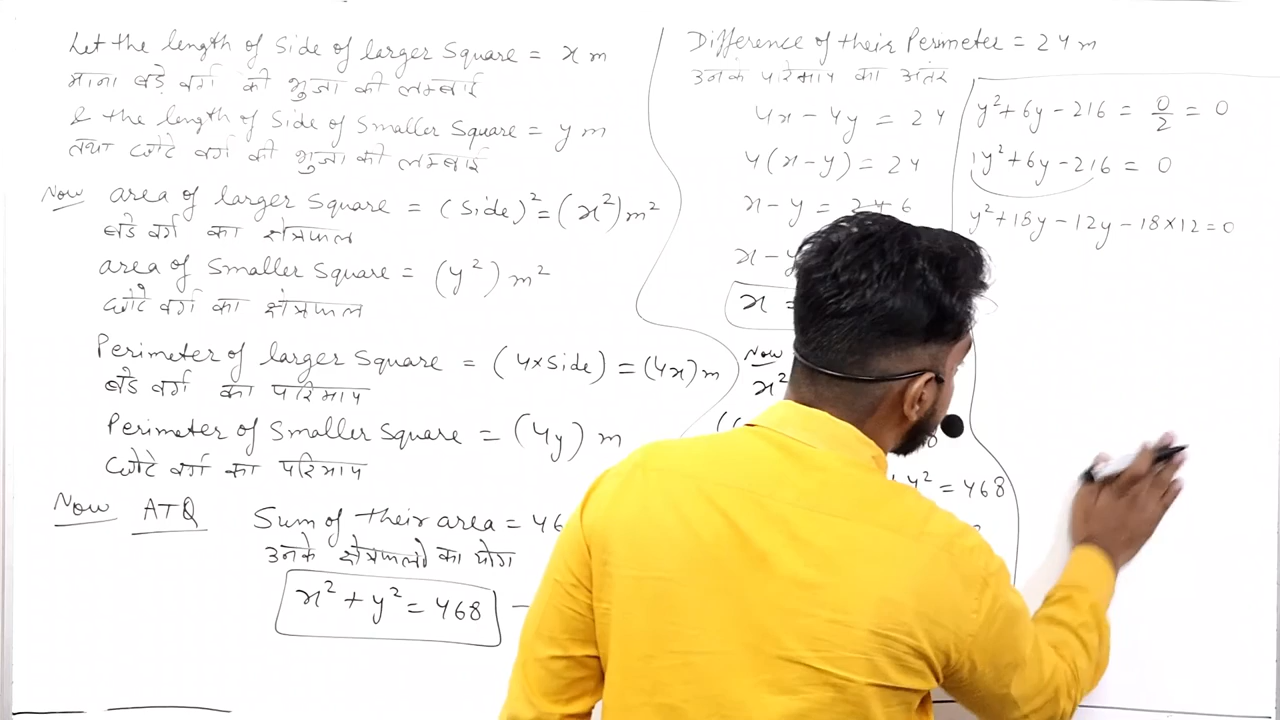 Let the length of Side of larger Square = x m
माना बड़े वर्ग की भुजा की लम्बाई
& the length of Side of Smaller Square = y m
तथा छोटे वर्ग की भुजा की लम्बाई
Now area of larger Square = (Side)² = (x²) m²
बडे वर्ग का क्षेत्रफल
area of Smaller Square = (y²) m²
छोटे वर्ग का क्षेत्रफल
Perimeter of larger Square = (4×Side) = (4x) m
बडे वर्ग का परिमाप
Perimeter of Smaller Square = (4y) m
छोटे वर्ग का परिमाप
Now ATQ Sum of their area = 46
उनके क्षेत्रफलों का योग
x² + y² = 468
Difference of their Perimeter = 24 m
उनके परिमाप का अंतर
4x - 4y = 24
4(x - y) = 24
x - y = 24 6
x - y
x =
Now
x²
y² = 468
y² + 6y - 216 = 0/2 = 0
1y² + 6y - 216 = 0
y² + 18y - 12y - 18×12 = 0